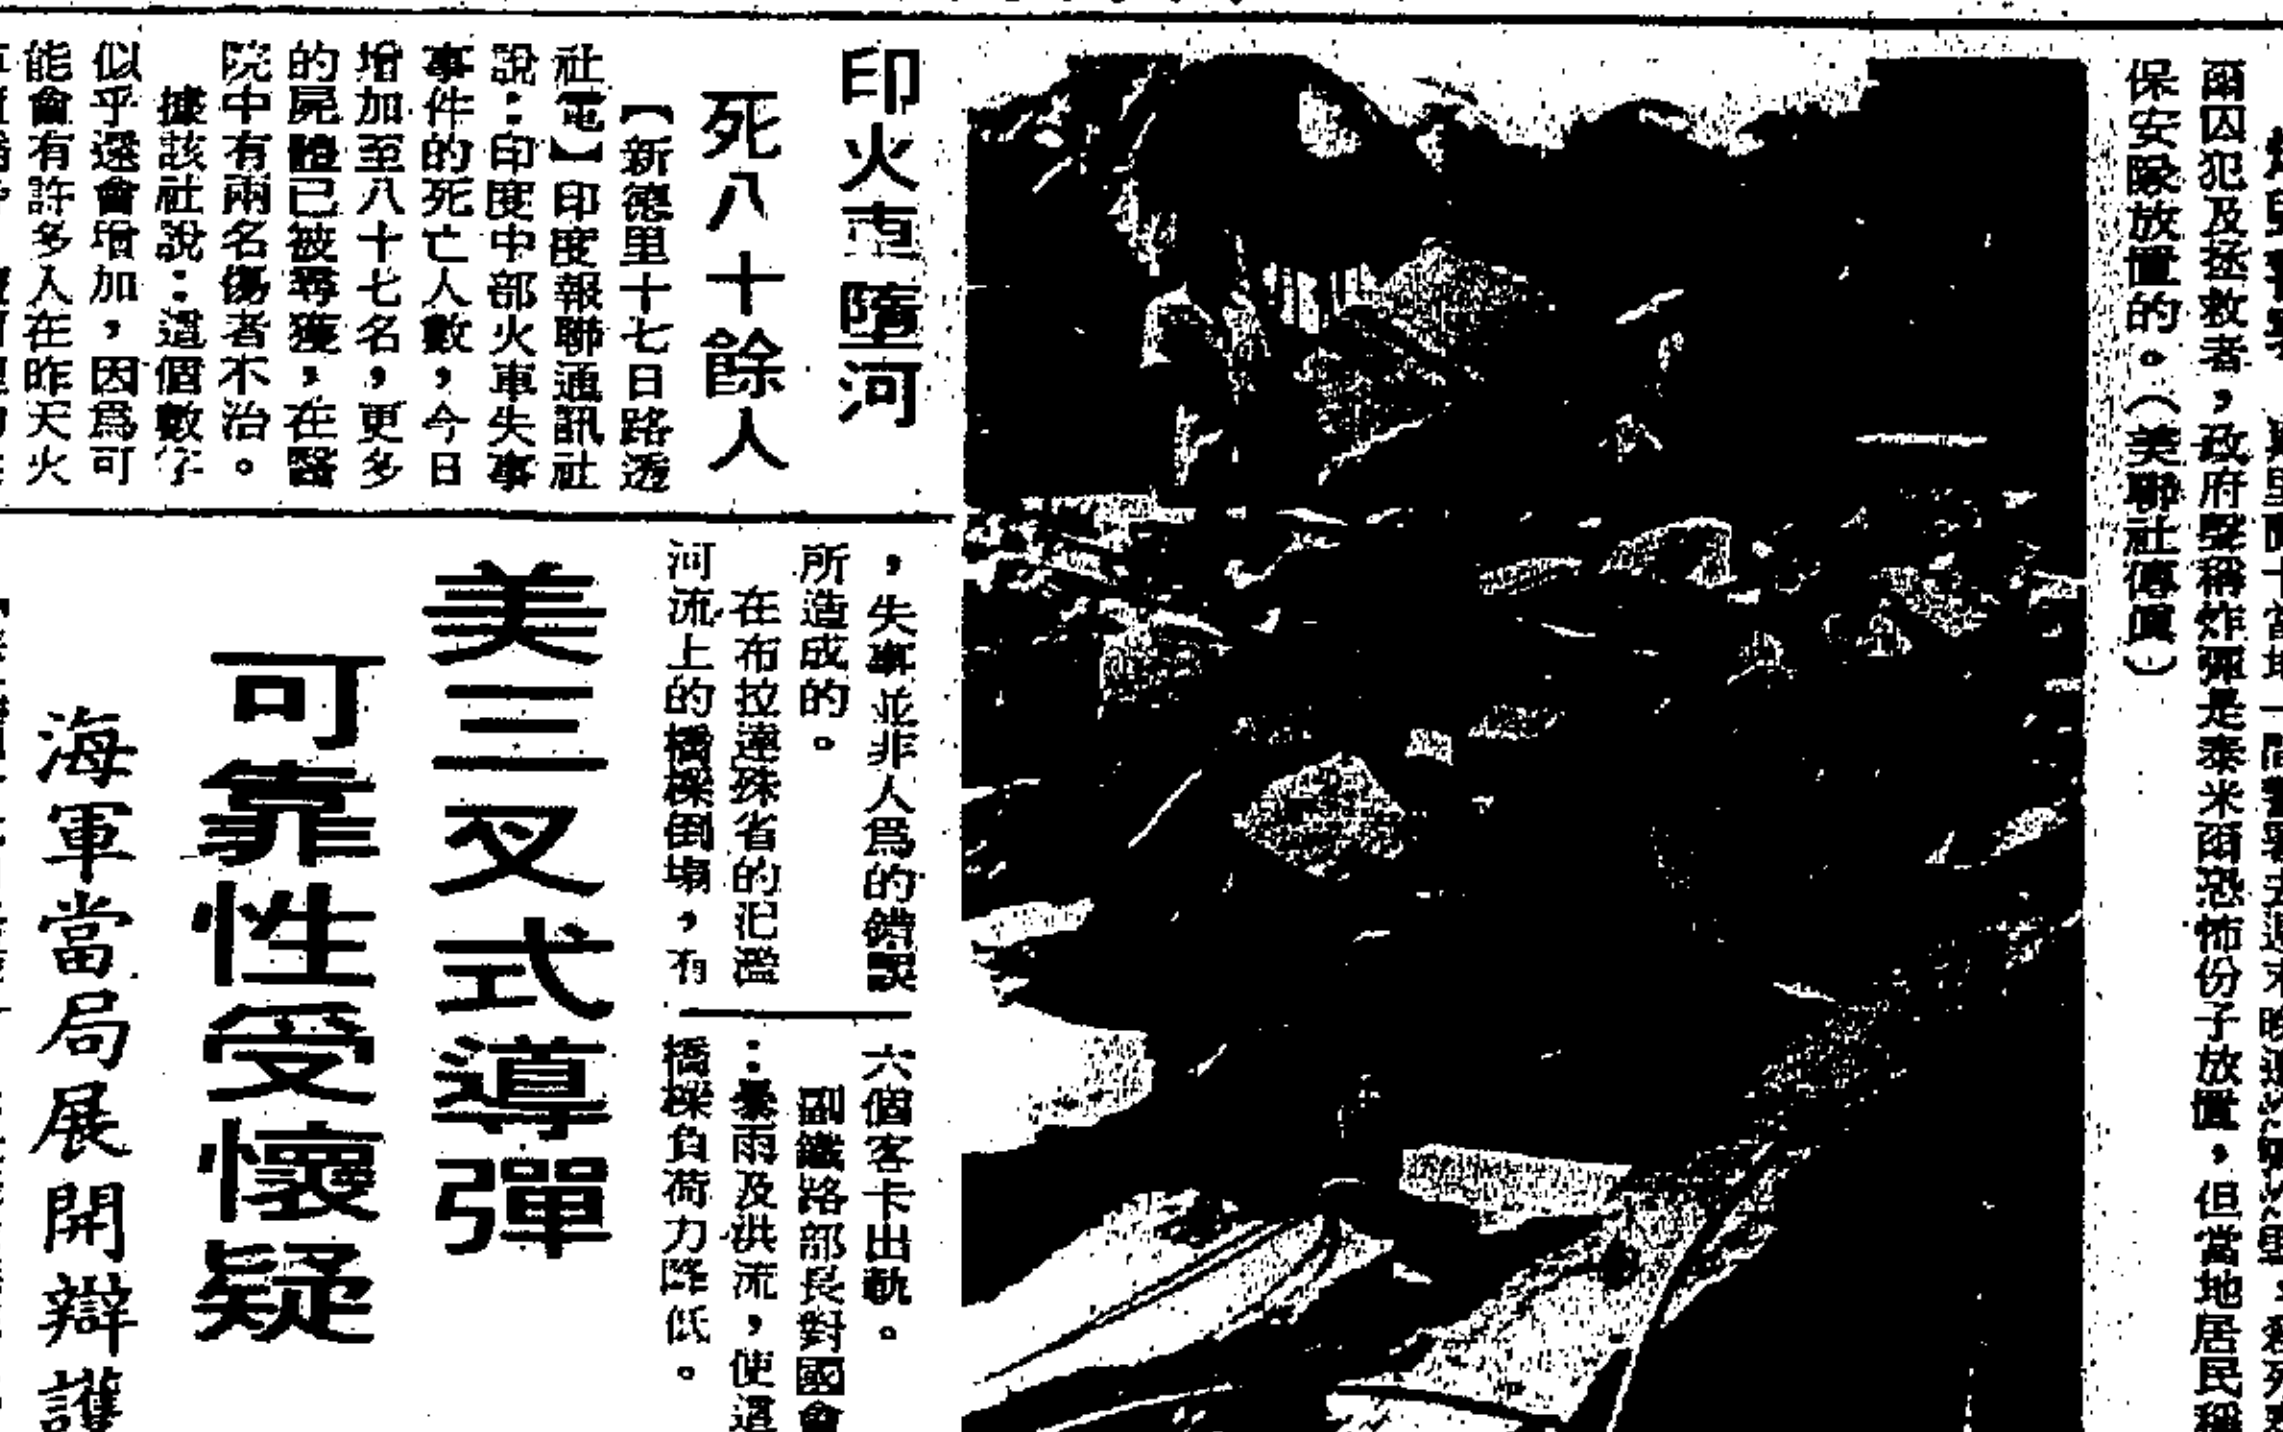 爾囚犯及拯救者，政府聲稱炸彈是泰米爾恐怖份子放置，但當地居民稱
保安隊放置的。（美聯社傳眞）
印火車墮河
死八十餘人
【新德里十七日路透
社電】印度報聯通訊社
說：印度中部火車失事
事件的死亡人數，今日
增加至八十七名，更多
的屍體已被尋獲，在醫
院中有兩名傷者不治。
據該社說：這個數字
似乎還會增加，因爲可
能會有許多人在昨天火
，失事並非人爲的錯誤
所造成的。
在布拉達殊省的氾濫
河流上的橋樑倒塌，有
六個客卡出軌。
副鐵路部長對國會
：暴雨及洪流，使這
橋樑負荷力降低。
美三叉式導彈
可靠性受懷疑
海軍當局展開辯護